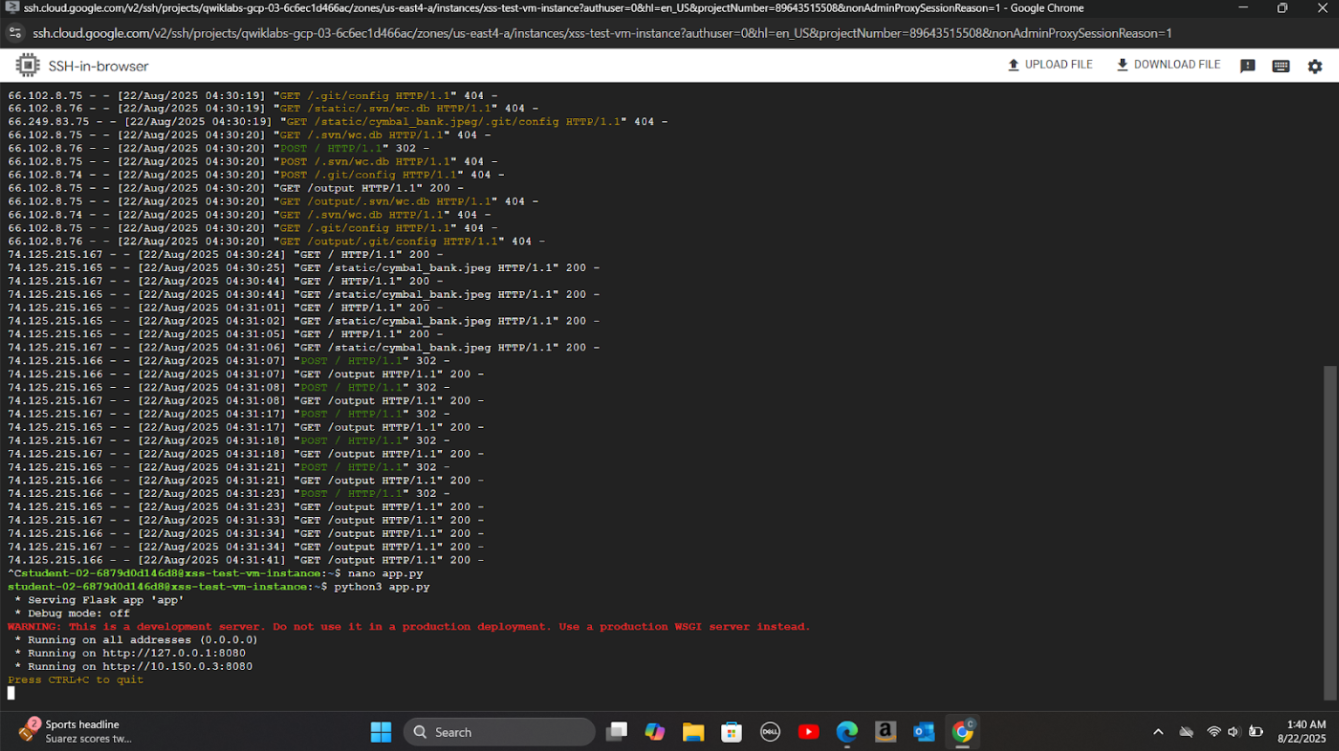 ssh.cloud.google.com/v2/ssh/projects/qwiklabs-gcp-03-6c6ec1d466ac/zones/us-east4-a/instances/xss-test-vm-instance?authuser=0&hl=en_US&projectNumber=89643515508&nonAdminProxySessionReason=1 - Google Chrome
ssh.cloud.google.com/v2/ssh/projects/qwiklabs-gcp-03-6c6ec1d466ac/zones/us-east4-a/instances/xss-test-vm-instance?authuser=0&hl=en_US&projectNumber=89643515508&nonAdminProxySessionReason=1
SSH-in-browser
UPLOAD FILE
DOWNLOAD FILE
66.102.8.75 - - [22/Aug/2025 04:30:19] "GET /.git/config HTTP/1.1" 404 -
66.102.8.76 - - [22/Aug/2025 04:30:19] "GET /static/.svn/wc.db HTTP/1.1" 404 -
66.249.83.75 - - [22/Aug/2025 04:30:19] "GET /static/cymbal_bank.jpeg/.git/config HTTP/1.1" 404 -
66.102.8.75 - - [22/Aug/2025 04:30:20] "GET /.svn/wc.db HTTP/1.1" 404 -
66.102.8.76 - - [22/Aug/2025 04:30:20] "POST / HTTP/1.1" 302 -
66.102.8.75 - - [22/Aug/2025 04:30:20] "POST /.svn/wc.db HTTP/1.1" 404 -
66.102.8.74 - - [22/Aug/2025 04:30:20] "POST /.git/config HTTP/1.1" 404 -
66.102.8.75 - - [22/Aug/2025 04:30:20] "GET /output HTTP/1.1" 200 -
66.102.8.75 - - [22/Aug/2025 04:30:20] "GET /output/.svn/wc.db HTTP/1.1" 404 -
66.102.8.74 - - [22/Aug/2025 04:30:20] "GET /.svn/wc.db HTTP/1.1" 404 -
66.102.8.75 - - [22/Aug/2025 04:30:20] "GET /.git/config HTTP/1.1" 404 -
66.102.8.76 - - [22/Aug/2025 04:30:20] "GET /output/.git/config HTTP/1.1" 404 -
74.125.215.167 - - [22/Aug/2025 04:30:24] "GET / HTTP/1.1" 200 -
74.125.215.165 - - [22/Aug/2025 04:30:25] "GET /static/cymbal_bank.jpeg HTTP/1.1" 200 -
74.125.215.167 - - [22/Aug/2025 04:30:44] "GET / HTTP/1.1" 200 -
74.125.215.165 - - [22/Aug/2025 04:30:44] "GET /static/cymbal_bank.jpeg HTTP/1.1" 200 -
74.125.215.165 - - [22/Aug/2025 04:31:01] "GET / HTTP/1.1" 200 -
74.125.215.165 - - [22/Aug/2025 04:31:02] "GET /static/cymbal_bank.jpeg HTTP/1.1" 200 -
74.125.215.167 - - [22/Aug/2025 04:31:05] "GET / HTTP/1.1" 200 -
74.125.215.167 - - [22/Aug/2025 04:31:06] "GET /static/cymbal_bank.jpeg HTTP/1.1" 200 -
74.125.215.166 - - [22/Aug/2025 04:31:07] "POST / HTTP/1.1" 302 -
74.125.215.166 - - [22/Aug/2025 04:31:07] "GET /output HTTP/1.1" 200 -
74.125.215.165 - - [22/Aug/2025 04:31:08] "POST / HTTP/1.1" 302 -
74.125.215.167 - - [22/Aug/2025 04:31:08] "GET /output HTTP/1.1" 200 -
74.125.215.167 - - [22/Aug/2025 04:31:17] "POST / HTTP/1.1" 302 -
74.125.215.165 - - [22/Aug/2025 04:31:17] "GET /output HTTP/1.1" 200 -
74.125.215.166 - - [22/Aug/2025 04:31:18] "POST / HTTP/1.1" 302 -
74.125.215.167 - - [22/Aug/2025 04:31:18] "GET /output HTTP/1.1" 200 -
74.125.215.165 - - [22/Aug/2025 04:31:21] "POST / HTTP/1.1" 302 -
74.125.215.166 - - [22/Aug/2025 04:31:21] "GET /output HTTP/1.1" 200 -
74.125.215.166 - - [22/Aug/2025 04:31:23] "POST / HTTP/1.1" 302 -
74.125.215.165 - - [22/Aug/2025 04:31:23] "GET /output HTTP/1.1" 200 -
74.125.215.167 - - [22/Aug/2025 04:31:33] "GET /output HTTP/1.1" 200 -
74.125.215.166 - - [22/Aug/2025 04:31:34] "GET /output HTTP/1.1" 200 -
74.125.215.167 - - [22/Aug/2025 04:31:34] "GET /output HTTP/1.1" 200 -
74.125.215.166 - - [22/Aug/2025 04:31:41] "GET /output HTTP/1.1" 200 -
^Cstudent-02-6879d0d146d8@xss-test-vm-instance:~$ nano app.py
student-02-6879d0d146d8@xss-test-vm-instance:~$ python3 app.py
 * Serving Flask app 'app'
 * Debug mode: off
WARNING: This is a development server. Do not use it in a production deployment. Use a production WSGI server instead.
 * Running on all addresses (0.0.0.0)
 * Running on http://127.0.0.1:8080
 * Running on http://10.150.0.3:8080
Press CTRL+C to quit
2
Sports headline
Suarez scores tw...
Search
DELL
a
C
1:40 AM
8/22/2025